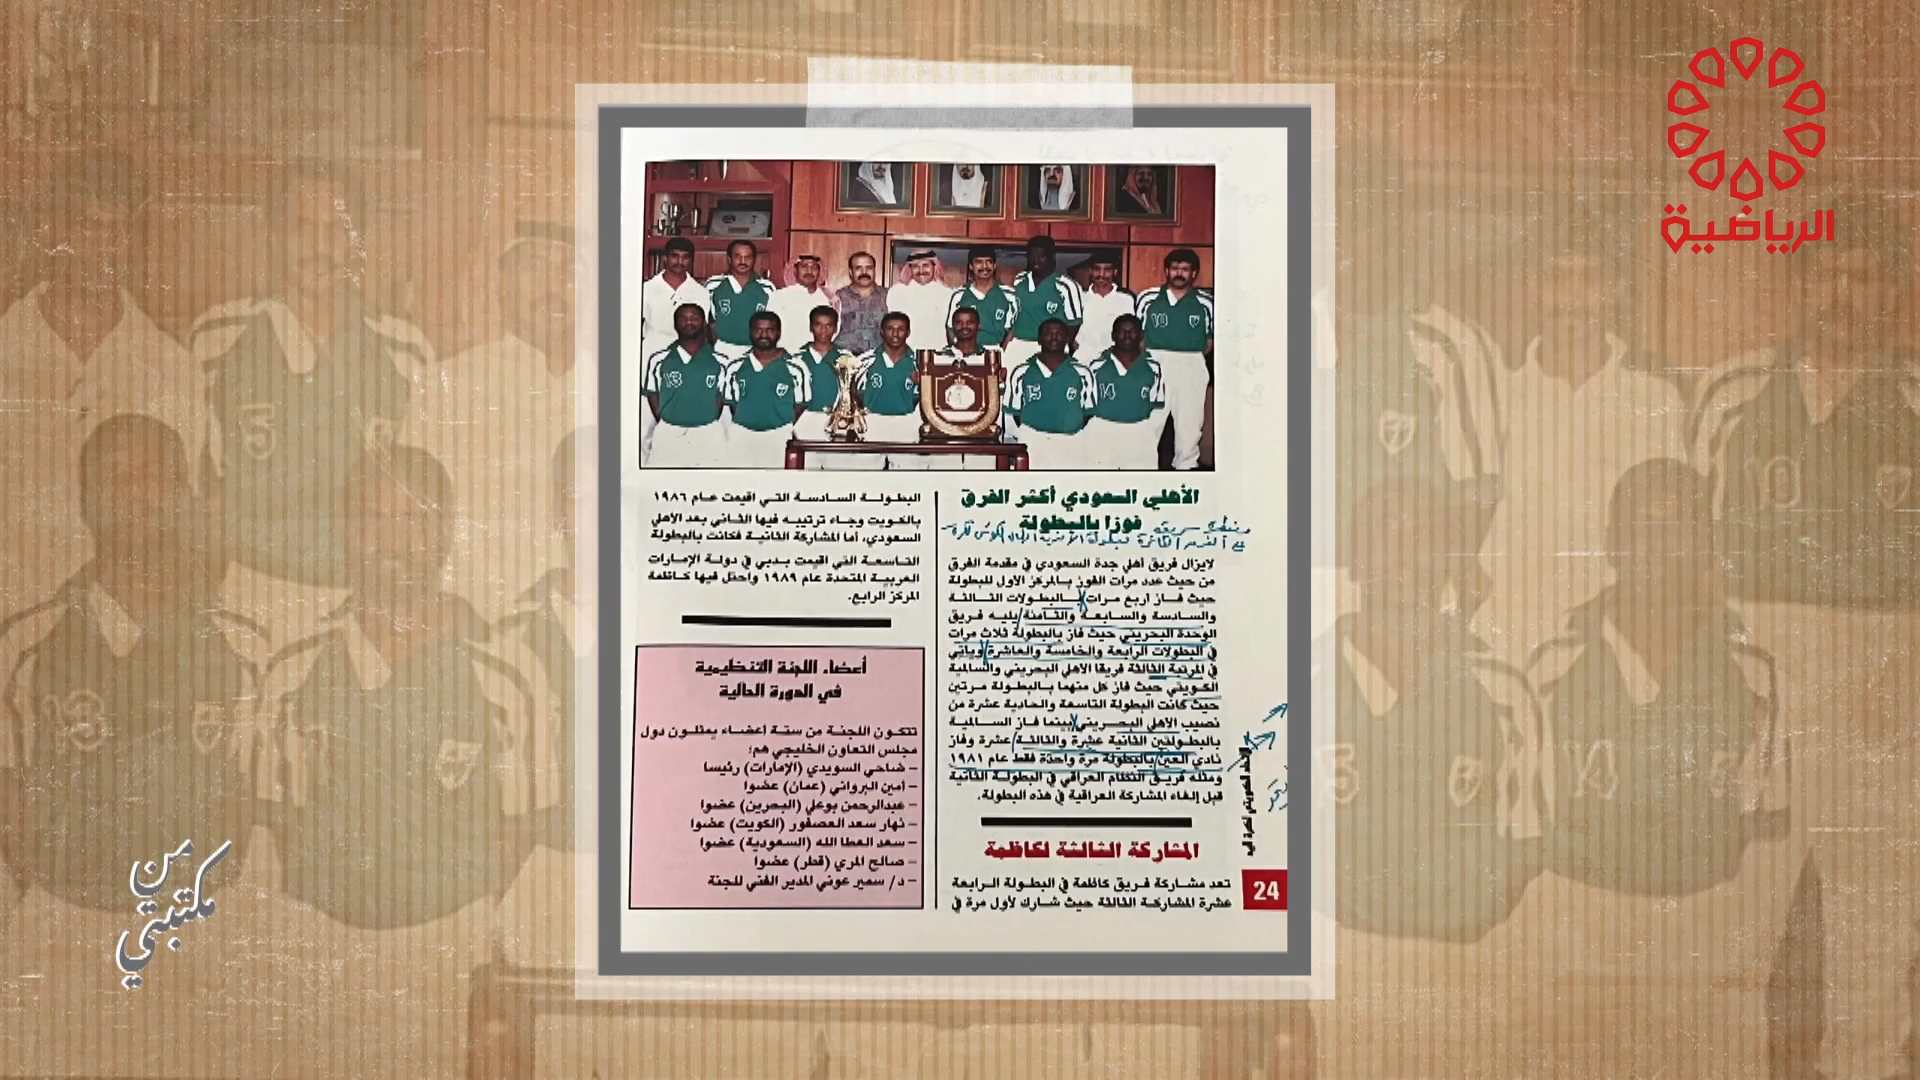 الرياضية
الأهلي السعودي أكثر الفرق
فوزا بالبطولة
لايزال فريق أهلي جدة السعودي في مقدمة الفرق
من حيث عدد مرات الفوز بالمركز الأول للبطولة
حيث فاز اربع مرات بالبطولات الثالثة
والسادسة والسابعة والثامنة يليه فريق
الوحدة البحريني حيث فاز بالبطولة ثلاث مرات
في البطولات الرابعة والخامسة والعاشرة ويأتي
في المرتبة الثالثة فريقا الأهلي البحريني والسالمية
الكويتي حيث فاز كل منهما بالبطولة مرتين
حيث كانت البطولة التاسعة والحادية عشرة من
نصيب الأهلي البحريني بينما فاز السالمية
بالبطولتين الثانية عشرة والثالثة عشرة وفاز
نادي العين بالبطولة مرة واحدة فقط عام ١٩٨١
ومثله فريق النظام العراقي في البطولة الثانية
قبل إلغاء المشاركة العراقية في هذه البطولة.
المشاركة الثالثة لكاظمة
تعد مشاركة فريق كاظمة في البطولة الرابعة
عشرة المشاركة الثالثة حيث شارك لأول مرة في
24
البطولة السادسة التي اقيمت عام ١٩٨٦
بالكويت وجاء ترتيبه فيها الثاني بعد الأهلي
السعودي، أما المشاركة الثانية فكانت بالبطولة
التاسعة التي اقيمت بدبي في دولة الإمارات
العربية المتحدة عام ١٩٨٩ واحتل فيها كاظمة
المركز الرابع.
أعضاء اللجنة التنظيمية
في الدورة الحالية
تتكون اللجنة من ستة أعضاء يمثلون دول
مجلس التعاون الخليجي هم؛
– ضاحي السويدي (الإمارات) رئيسا
– أمين البرواني (عمان) عضوا
– عبدالرحمن بوعلي (البحرين) عضوا
– نهار سعد العصفور (الكويت) عضوا
– سعد العطا الله (السعودية) عضوا
– صالح المري (قطر) عضوا
– د/ سمير عوني المدير الفني للجنة
من
مكتبتي